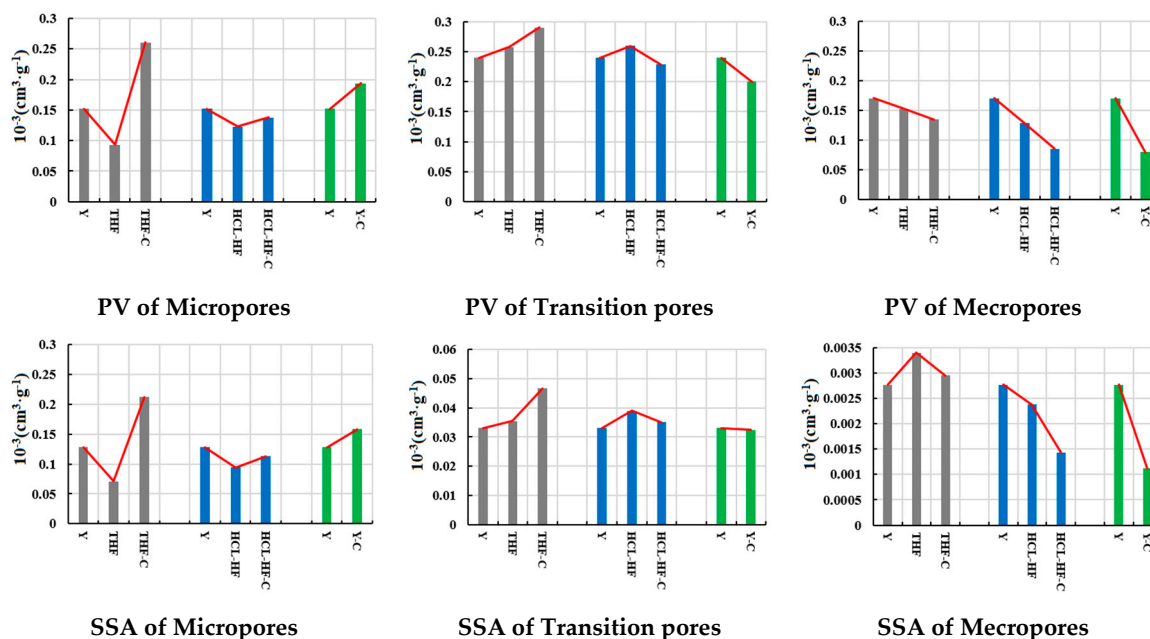 10⁻³(cm³·g⁻¹)
0.3
0.25
0.2
0.15
0.1
0.05
0
Y
THF
THF-C
Y
HCL-HF
HCL-HF-C
Y
Y-C
PV of Micropores
10⁻³(cm³·g⁻¹)
0.3
0.25
0.2
0.15
0.1
0.05
0
Y
THF
THF-C
Y
HCL-HF
HCL-HF-C
Y
Y-C
PV of Transition pores
10⁻³(cm³·g⁻¹)
0.3
0.25
0.2
0.15
0.1
0.05
0
Y
THF
THF-C
Y
HCL-HF
HCL-HF-C
Y
Y-C
PV of Mecropores
10⁻³(cm³·g⁻¹)
0.3
0.25
0.2
0.15
0.1
0.05
0
Y
THF
THF-C
Y
HCL-HF
HCL-HF-C
Y
Y-C
SSA of Micropores
10⁻³(cm³·g⁻¹)
0.06
0.05
0.04
0.03
0.02
0.01
0
Y
THF
THF-C
Y
HCL-HF
HCL-HF-C
Y
Y-C
SSA of Transition pores
10⁻³(cm³·g⁻¹)
0.0035
0.003
0.0025
0.002
0.0015
0.001
0.0005
0
Y
THF
THF-C
Y
HCL-HF
HCL-HF-C
Y
Y-C
SSA of Mecropores